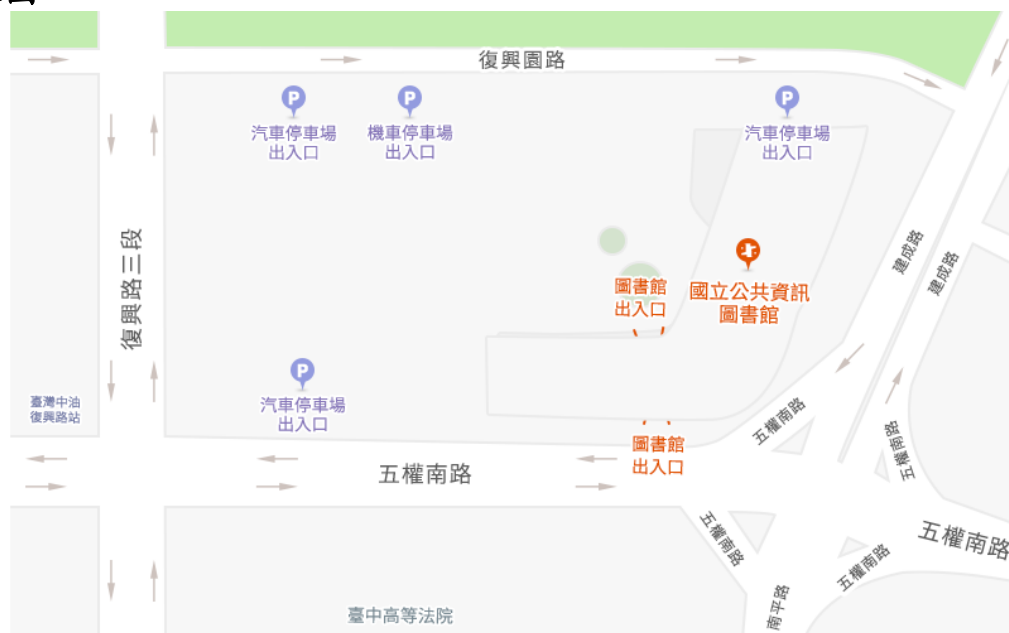 復興園路
P
P
P
汽車停車場
出入口
機車停車場
出入口
汽車停車場
出入口
復興路三段
建成路
建成路
圖書館
出入口
國立公共資訊
圖書館
P
汽車停車場
出入口
臺灣中油
復興路站
五權南路
圖書館
出入口
五權南路
五權南路
五權南路
五權南路
五權南路
南平路
臺中高等法院